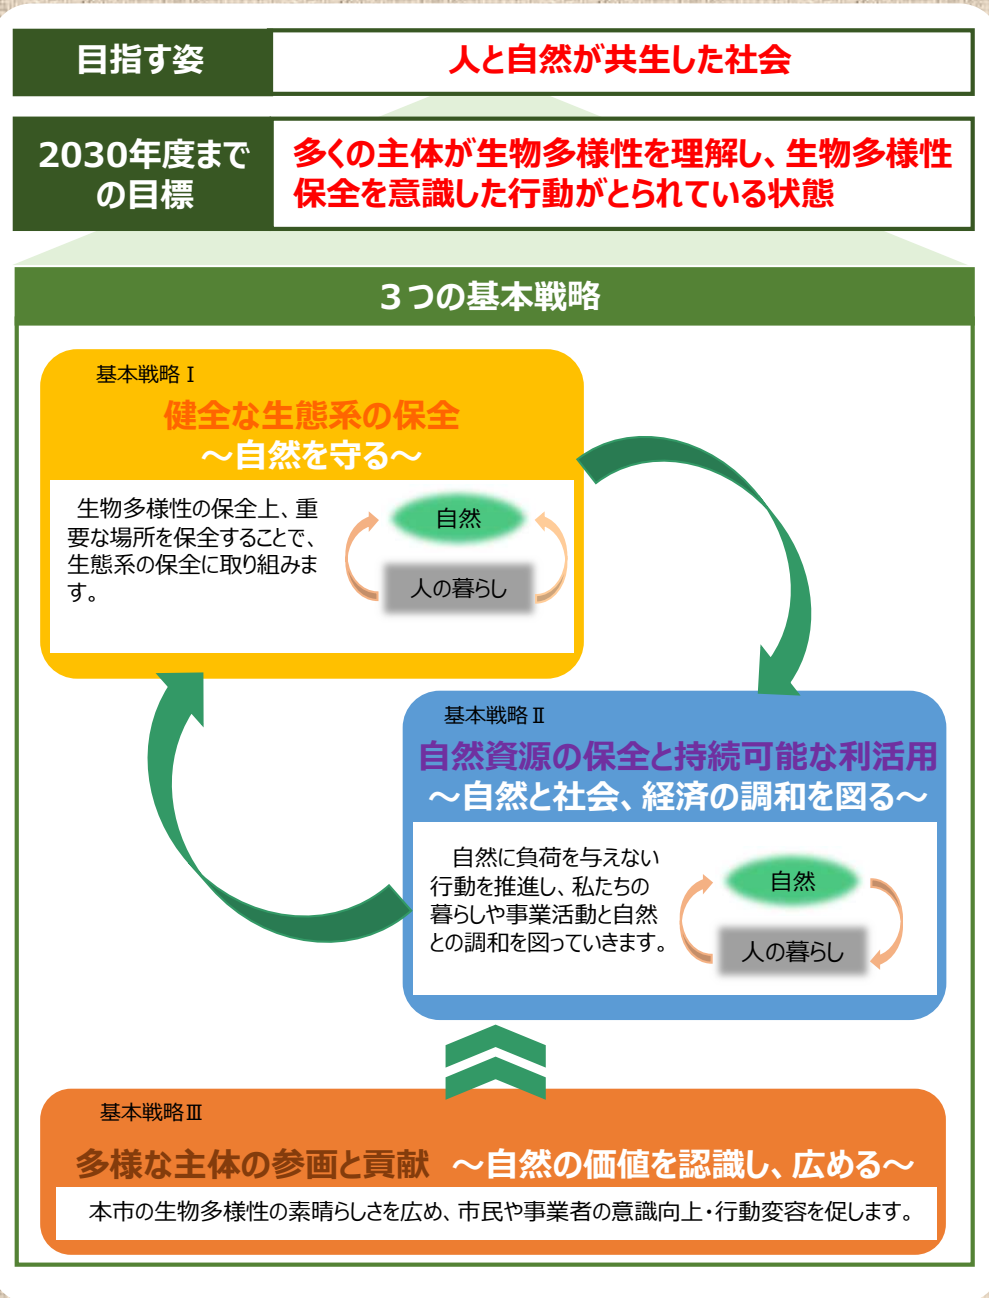 目指す姿
人と自然が共生した社会
2030年度まで
の目標
多くの主体が生物多様性を理解し、生物多様性
保全を意識した行動がとられている状態
３つの基本戦略
基本戦略Ⅰ
健全な生態系の保全
～自然を守る～
生物多様性の保全上、重
要な場所を保全することで、
生態系の保全に取り組みま
す。
自然
人の暮らし
基本戦略Ⅱ
自然資源の保全と持続可能な利活用
～自然と社会、経済の調和を図る～
自然に負荷を与えない
行動を推進し、私たちの
暮らしや事業活動と自然
との調和を図っていきます。
自然
人の暮らし
基本戦略Ⅲ
多様な主体の参画と貢献　～自然の価値を認識し、広める～
本市の生物多様性の素晴らしさを広め、市民や事業者の意識向上・行動変容を促します。